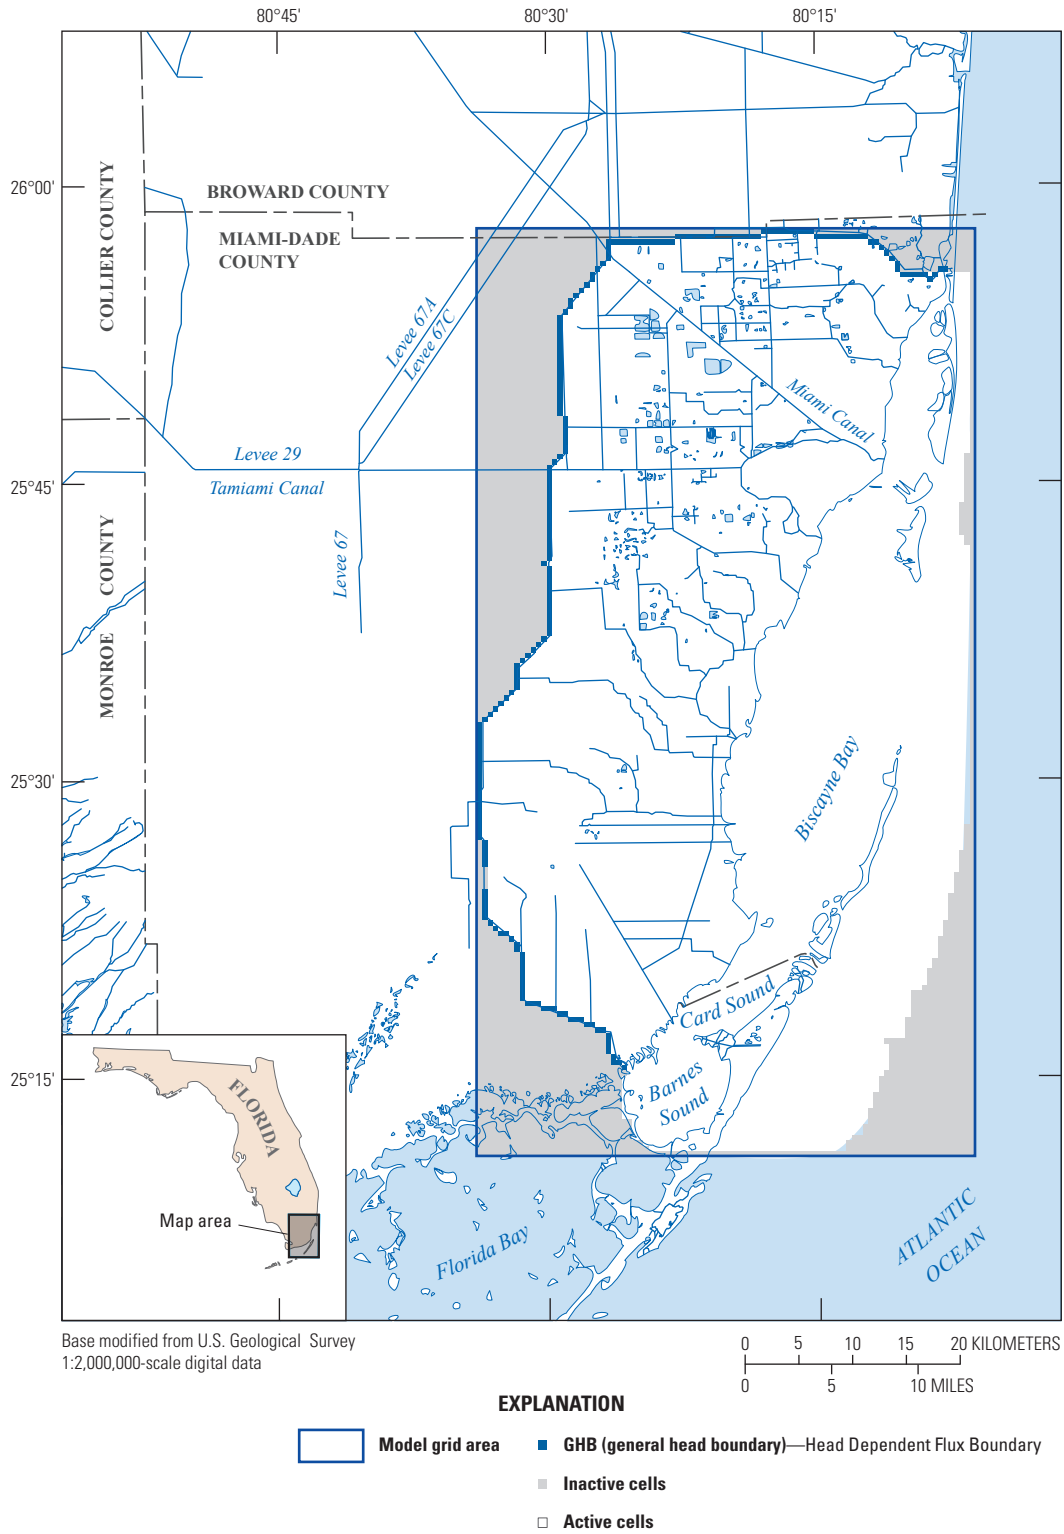 80°45'
80°30'
80°15'
26°00'
BROWARD COUNTY
MIAMI-DADE
COUNTY
COLLIER COUNTY
Levee 67A
Levee 67C
Miami Canal
Levee 29
Tamiami Canal
25°45'
Levee 67
MONROE COUNTY
25°30'
Biscayne Bay
Card Sound
25°15'
Barnes
Sound
FLORIDA
Map area
Florida Bay
ATLANTIC
OCEAN
Base modified from U.S. Geological Survey
1:2,000,000-scale digital data
0 5 10 15 20 KILOMETERS
0 5 10 MILES
EXPLANATION
Model grid area
GHB (general head boundary)—Head Dependent Flux Boundary
Inactive cells
Active cells